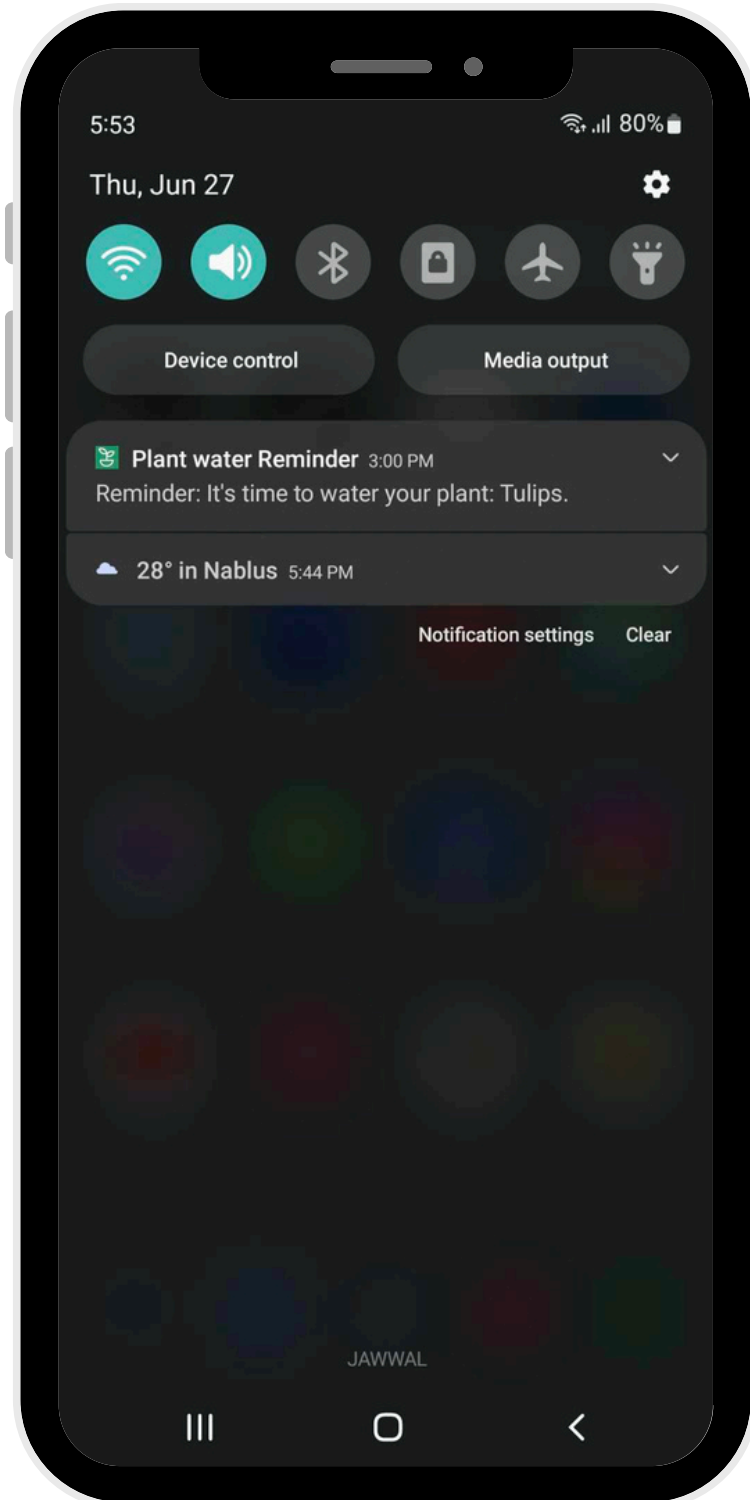 5:53
80%
Thu, Jun 27
Device control
Media output
Plant water Reminder 3:00 PM
Reminder: It's time to water your plant: Tulips.
28° in Nablus 5:44 PM
Notification settings Clear
JAWWAL